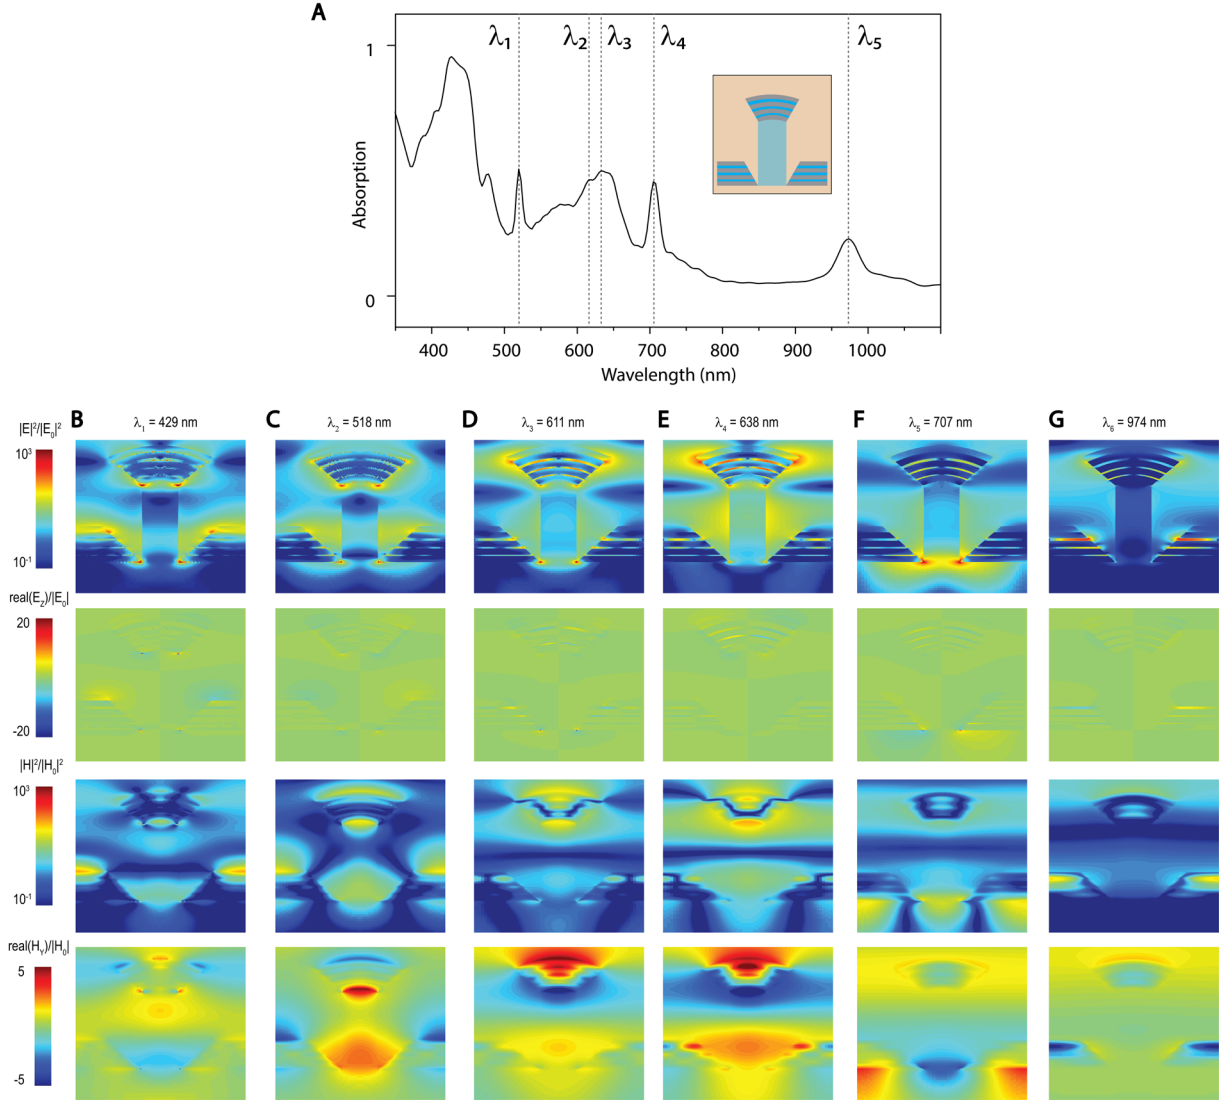 A
λ1 λ2 λ3 λ4 λ5
1
Absorption
0
400 500 600 700 800 900 1000
Wavelength (nm)
B C D E F G
λ1 = 429 nm λ2 = 518 nm λ3 = 611 nm λ4 = 638 nm λ5 = 707 nm λ6 = 974 nm
|E|²/|E0|²
10³
10⁻¹
real(EZ)/|E0|
20
-20
|H|²/|H0|²
10³
10⁻¹
real(HY)/|H0|
5
-5